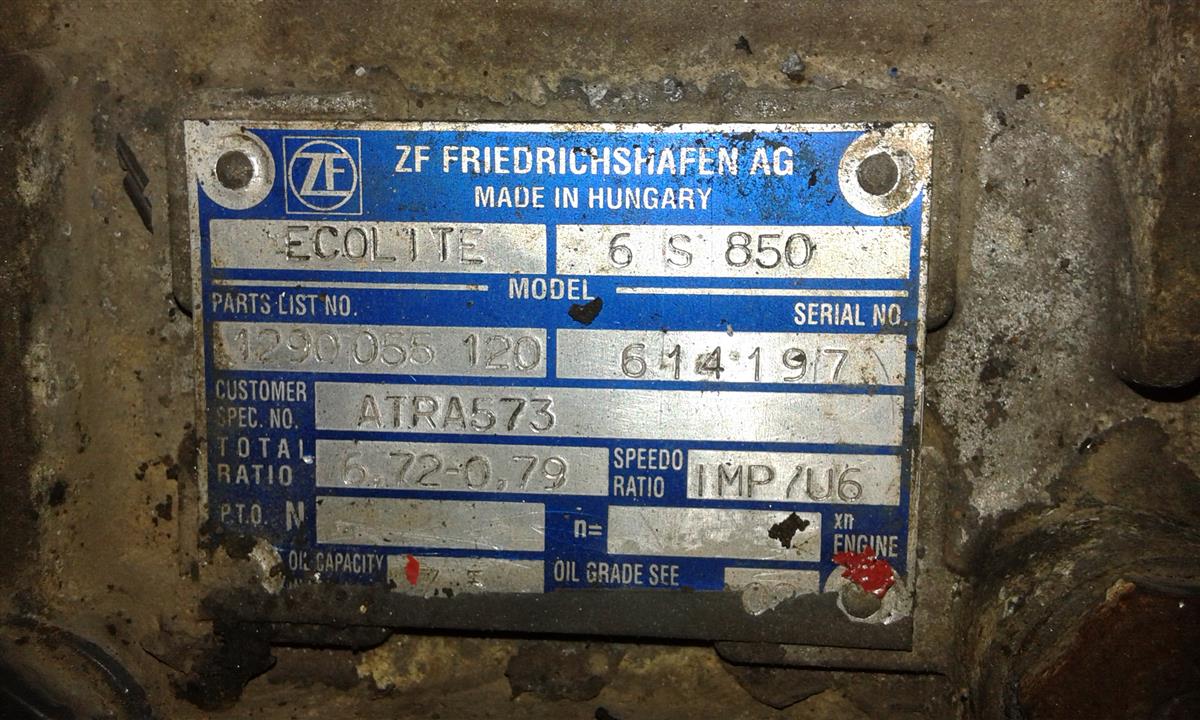 ZF
ZF FRIEDRICHSHAFEN AG
MADE IN HUNGARY
ECOLITE 6 S 850
MODEL
PARTS LIST NO. SERIAL NO
1290 055 120 614197
CUSTOMER
SPEC. NO. ATRA573
TOTAL
RATIO 6,72-0,79 SPEEDO
RATIO IMP/U6
P.T.O. N n= xn
ENGINE
OIL CAPACITY OIL GRADE SEE